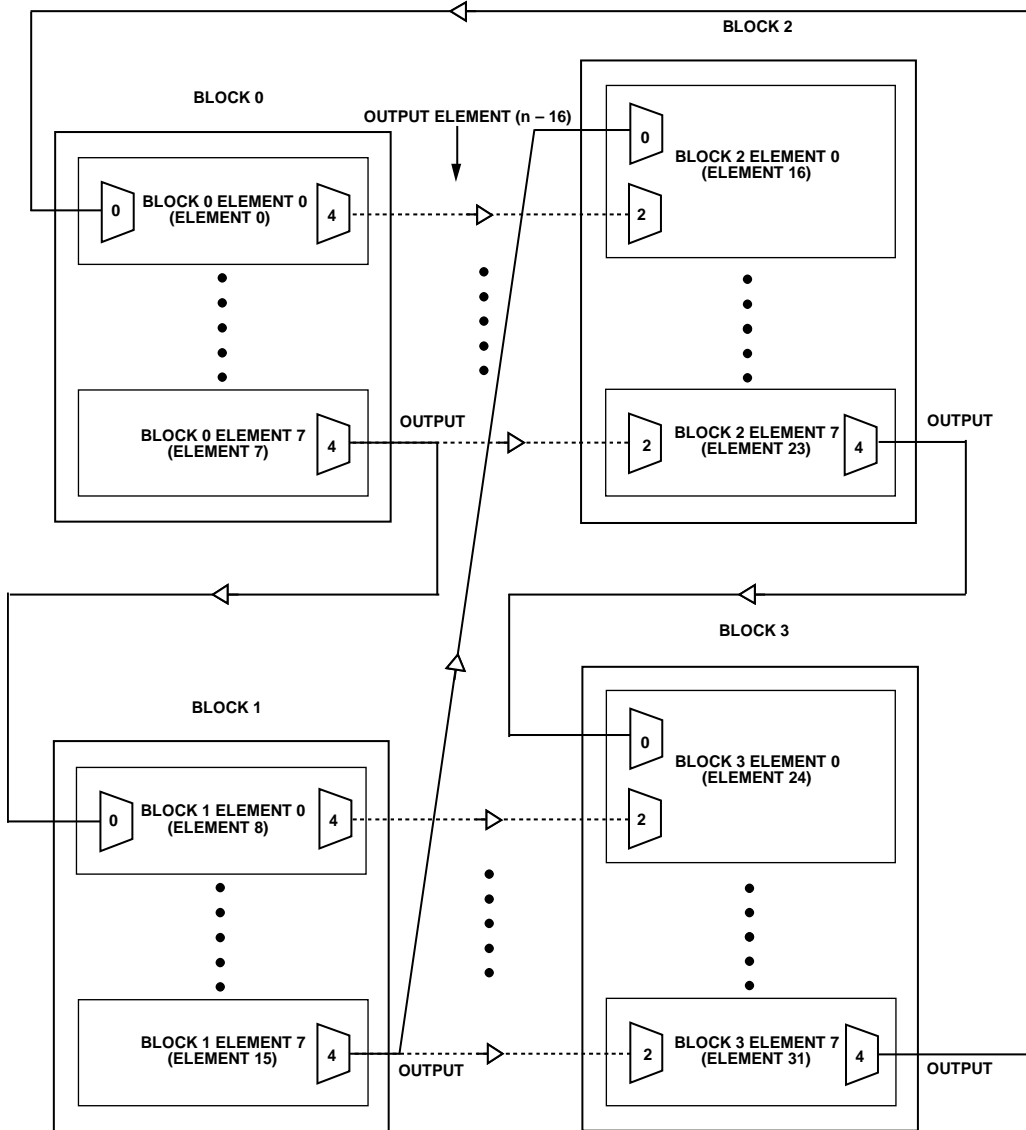 BLOCK 2
BLOCK 0
OUTPUT ELEMENT (n – 16)
0
BLOCK 2 ELEMENT 0
(ELEMENT 16)
0
BLOCK 0 ELEMENT 0
(ELEMENT 0)
4
2
OUTPUT
BLOCK 0 ELEMENT 7
(ELEMENT 7)
4
2
BLOCK 2 ELEMENT 7
(ELEMENT 23)
4
OUTPUT
BLOCK 3
BLOCK 1
0
BLOCK 3 ELEMENT 0
(ELEMENT 24)
0
BLOCK 1 ELEMENT 0
(ELEMENT 8)
4
2
BLOCK 1 ELEMENT 7
(ELEMENT 15)
4
OUTPUT
2
BLOCK 3 ELEMENT 7
(ELEMENT 31)
4
OUTPUT